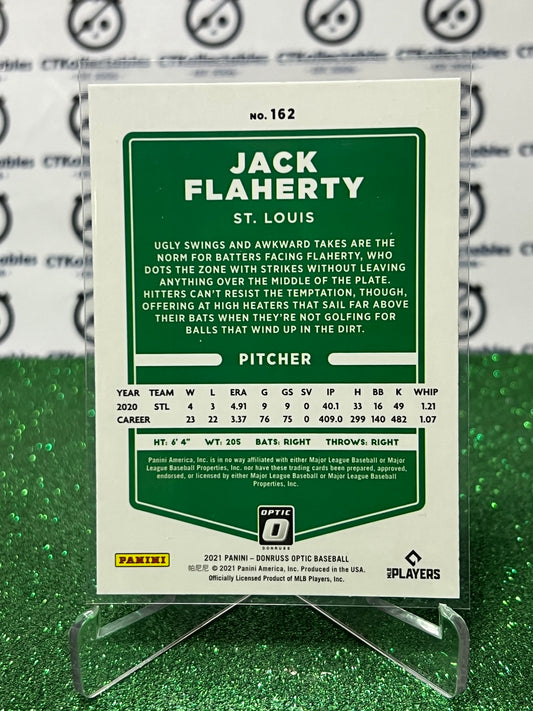 CTKollectables
NO. 162
JACK
FLAHERTY
ST. LOUIS
UGLY SWINGS AND AWKWARD TAKES ARE THE
NORM FOR BATTERS FACING FLAHERTY, WHO
DOTS THE ZONE WITH STRIKES WITHOUT LEAVING
ANYTHING OVER THE MIDDLE OF THE PLATE.
HITTERS CAN'T RESIST THE TEMPTATION, THOUGH,
OFFERING AT HIGH HEATERS THAT SAIL FAR ABOVE
THEIR BATS WHEN THEY'RE NOT GOLFING FOR
BALLS THAT WIND UP IN THE DIRT.
PITCHER
YEAR TEAM W L ERA G GS SV IP H BB K WHIP
2020 STL 4 3 4.91 9 9 0 40.1 33 16 49 1.21
CAREER 23 22 3.37 76 75 0 409.0 299 140 482 1.07
HT: 6' 4" WT: 205 BATS: RIGHT THROWS: RIGHT
Panini America, Inc. is in no way affiliated with either Major League Baseball or Major
League Baseball Properties, Inc. nor have these trading cards been prepared, approved,
endorsed, or licensed by either Major League Baseball or Major League Baseball
Properties, Inc.
OPTIC
DONRUSS
2021 PANINI – DONRUSS OPTIC BASEBALL
帕尼尼 © 2021 Panini America, Inc. Produced in the USA.
Officially Licensed Product of MLB Players, Inc.
PANINI
MLB PLAYERS